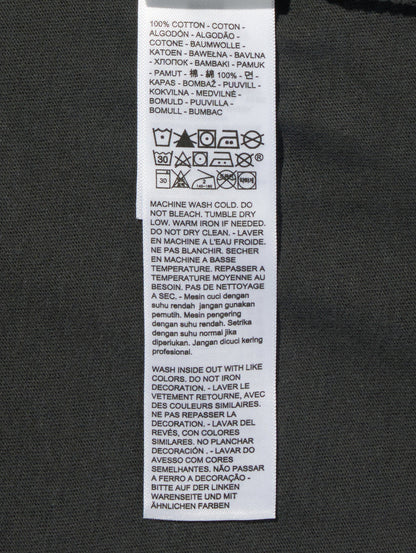 100% COTTON - COTON -
ALGODÓN - ALGODÃO -
COTONE - BAUMWOLLE -
KATOEN - BAWEŁNA - BAVLNA
- ХЛОПОК - BAMBAKI - PAMUK
- PAMUT - 棉 - 綿 100% - 면 -
KAPAS - BOMBAŽ - PUUVILL -
KOKVILNA - MEDVILNĖ -
BOMULD - PUUVILLA -
BOMULL - BUMBAC
30 ®
30 140-160
MACHINE WASH COLD. DO
NOT BLEACH. TUMBLE DRY
LOW. WARM IRON IF NEEDED.
DO NOT DRY CLEAN. - LAVER
EN MACHINE A L'EAU FROIDE.
NE PAS BLANCHIR. SECHER
EN MACHINE A BASSE
TEMPERATURE. REPASSER A
TEMPERATURE MOYENNE AU
BESOIN. PAS DE NETTOYAGE
A SEC. - Mesin cuci dengan
suhu rendah jangan gunakan
pemutih. Mesin pengering
dengan suhu rendah. Setrika
dengan suhu normal jika
diperlukan. Jangan dicuci kering
profesional.
WASH INSIDE OUT WITH LIKE
COLORS. DO NOT IRON
DECORATION. - LAVER LE
VETEMENT RETOURNE, AVEC
DES COULEURS SIMILAIRES.
NE PAS REPASSER LA
DECORATION. - LAVAR DEL
REVÉS, CON COLORES
SIMILARES. NO PLANCHAR
DECORACIÓN . - LAVAR DO
AVESSO COM CORES
SEMELHANTES. NÃO PASSAR
A FERRO A DECORAÇÃO -
BITTE AUF DER LINKEN
WARENSEITE UND MIT
ÄHNLICHEN FARBEN